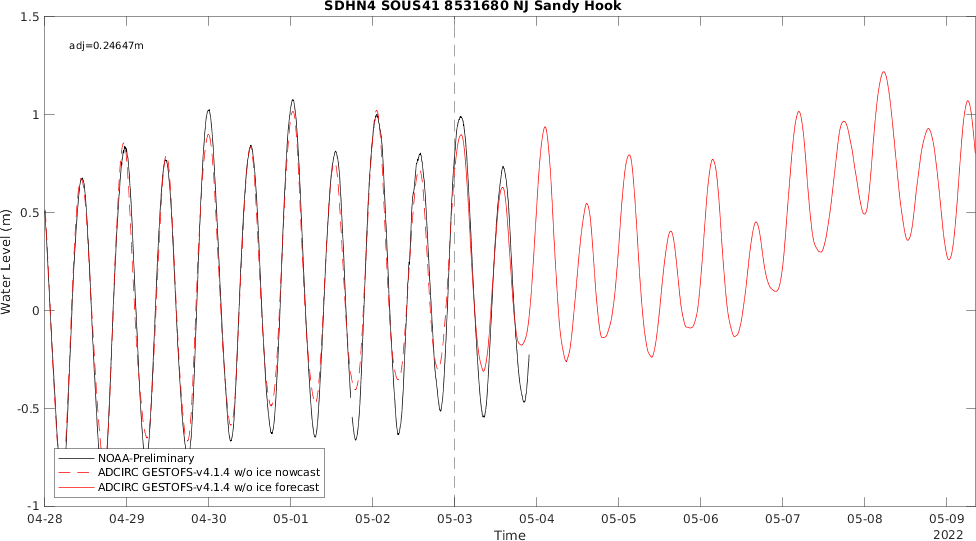 SDHN4 SOUS41 8531680 NJ Sandy Hook
adj=0.24647m
Water Level (m)
1.5
1
0.5
0
-0.5
-1
NOAA-Preliminary
ADCIRC GESTOFS-v4.1.4 w/o ice nowcast
ADCIRC GESTOFS-v4.1.4 w/o ice forecast
04-28 04-29 04-30 05-01 05-02 05-03 05-04 05-05 05-06 05-07 05-08 05-09
Time
2022